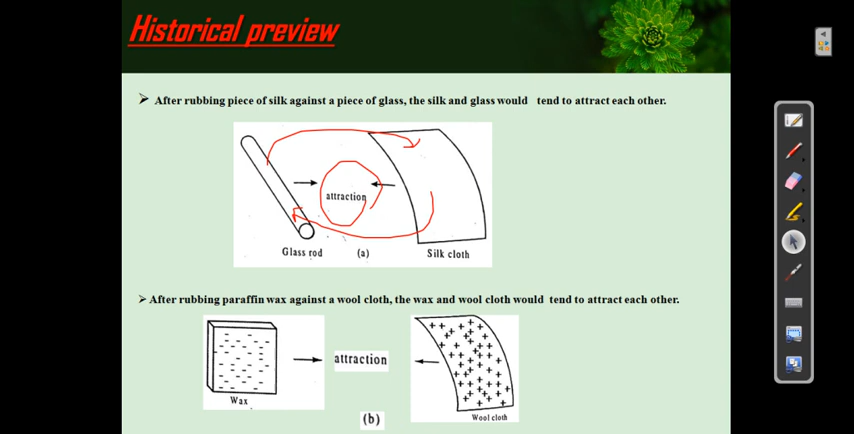 Historical preview
After rubbing piece of silk against a piece of glass, the silk and glass would tend to attract each other.
attraction
Glass rod (a) Silk cloth
After rubbing paraffin wax against a wool cloth, the wax and wool cloth would tend to attract each other.
attraction
Wax
(b) Wool cloth